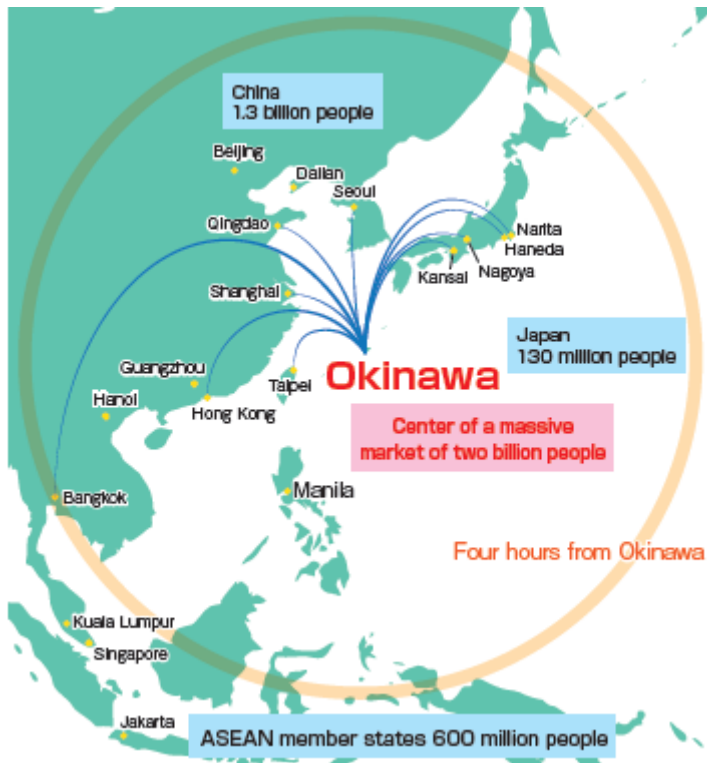 China
1.3 billion people
Beijing
Dalian
Seoul
Qingdao
Narita
Haneda
Kansai
Nagoya
Shanghai
Japan
130 million people
Okinawa
Guangzhou
Taipei
Hanoi
Hong Kong
Center of a massive
market of two billion people
Bangkok
Manila
Four hours from Okinawa
Kuala Lumpur
Singapore
Jakarta
ASEAN member states 600 million people